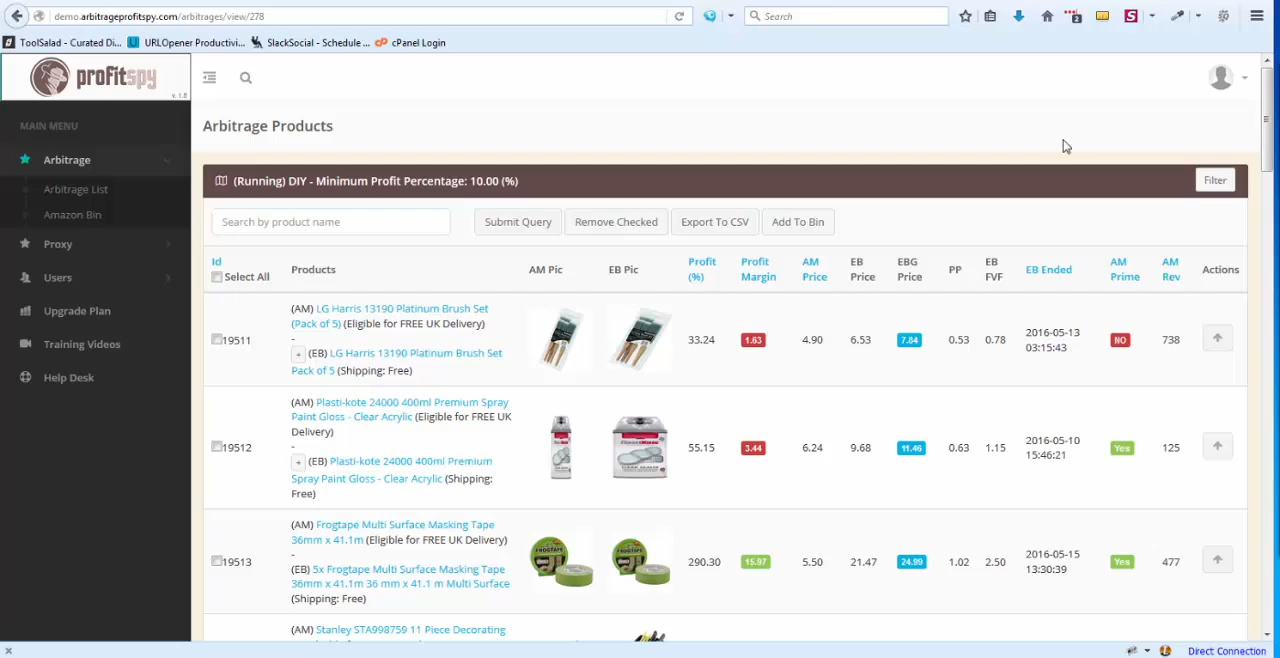 demo.arbitrageprofitspy.com/arbitrages/view/278
Search
ToolSalad - Curated Di...
URLOpener Productivi...
SlackSocial - Schedule ...
cPanel Login
profitspy
v. 1.8
MAIN MENU
Arbitrage
Arbitrage List
Amazon Bin
Proxy
Users
Upgrade Plan
Training Videos
Help Desk
Arbitrage Products
(Running) DIY - Minimum Profit Percentage: 10.00 (%)
Filter
Search by product name
Submit Query
Remove Checked
Export To CSV
Add To Bin
Id
Select All
Products
AM Pic
EB Pic
Profit
(%)
Profit
Margin
AM
Price
EB
Price
EBG
Price
PP
EB
FVF
EB Ended
AM
Prime
AM
Rev
Actions
19511
(AM) LG Harris 13190 Platinum Brush Set
(Pack of 5) (Eligible for FREE UK Delivery)
-
+ (EB) LG Harris 13190 Platinum Brush Set
Pack of 5 (Shipping: Free)
33.24
1.63
4.90
6.53
7.84
0.53
0.78
2016-05-13
03:15:43
NO
738
19512
(AM) Plasti-kote 24000 400ml Premium Spray
Paint Gloss - Clear Acrylic (Eligible for FREE UK
Delivery)
-
+ (EB) Plasti-kote 24000 400ml Premium
Spray Paint Gloss - Clear Acrylic (Shipping:
Free)
55.15
3.44
6.24
9.68
11.46
0.63
1.15
2016-05-10
15:46:21
Yes
125
19513
(AM) Frogtape Multi Surface Masking Tape
36mm x 41.1m (Eligible for FREE UK Delivery)
-
(EB) 5x Frogtape Multi Surface Masking Tape
36mm x 41.1m 36 mm x 41.1 m Multi Surface
(Shipping: Free)
FROGTAPE
FROGTAPE
290.30
15.97
5.50
21.47
24.99
1.02
2.50
2016-05-15
13:30:39
Yes
477
(AM) Stanley STA998759 11 Piece Decorating
Direct Connection